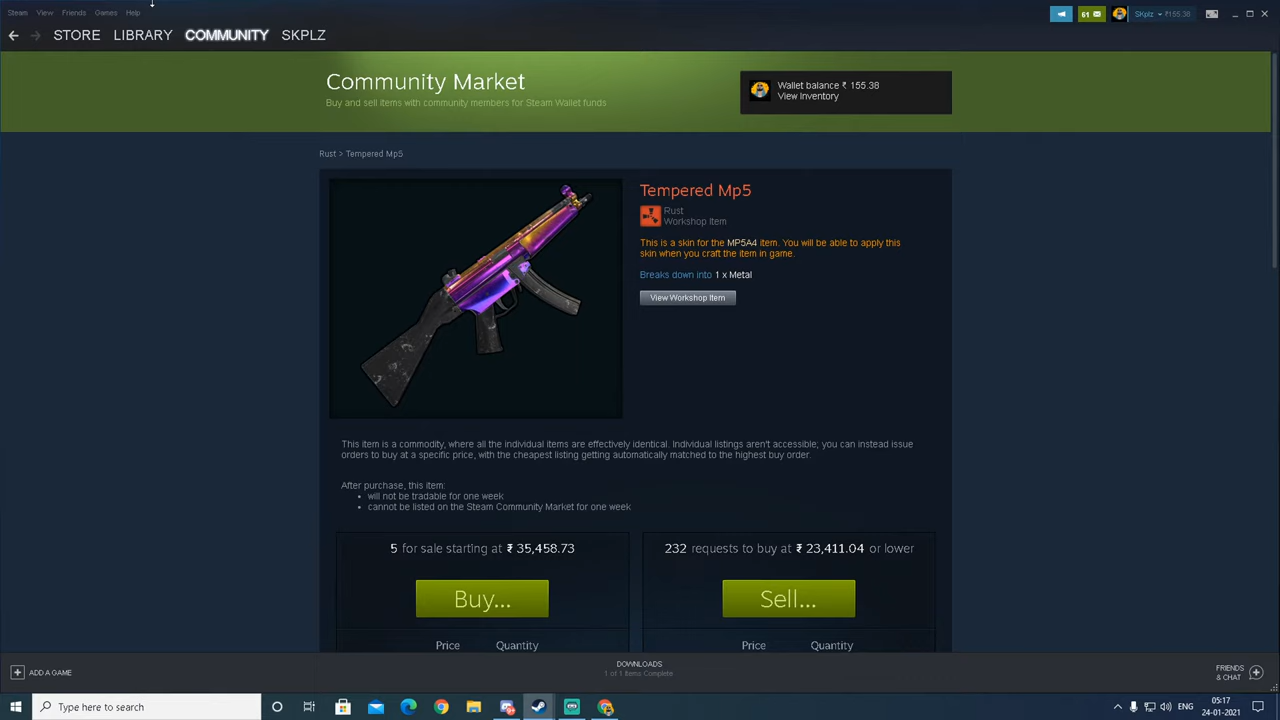 Steam View Friends Games Help
61 SKplz ₹155.38
STORE LIBRARY COMMUNITY SKPLZ
Community Market
Buy and sell items with community members for Steam Wallet funds
Wallet balance ₹ 155.38
View Inventory
Rust > Tempered Mp5
Tempered Mp5
Rust
Workshop Item
This is a skin for the MP5A4 item. You will be able to apply this
skin when you craft the item in game.
Breaks down into 1 x Metal
View Workshop Item
This item is a commodity, where all the individual items are effectively identical. Individual listings aren't accessible; you can instead issue
orders to buy at a specific price, with the cheapest listing getting automatically matched to the highest buy order.
After purchase, this item:
• will not be tradable for one week
• cannot be listed on the Steam Community Market for one week
5 for sale starting at ₹ 35,458.73
232 requests to buy at ₹ 23,411.04 or lower
Buy...
Sell...
Price Quantity
Price Quantity
ADD A GAME
DOWNLOADS
1 of 1 Items Complete
FRIENDS
& CHAT
Type here to search
ENG
05:17
24-01-2021